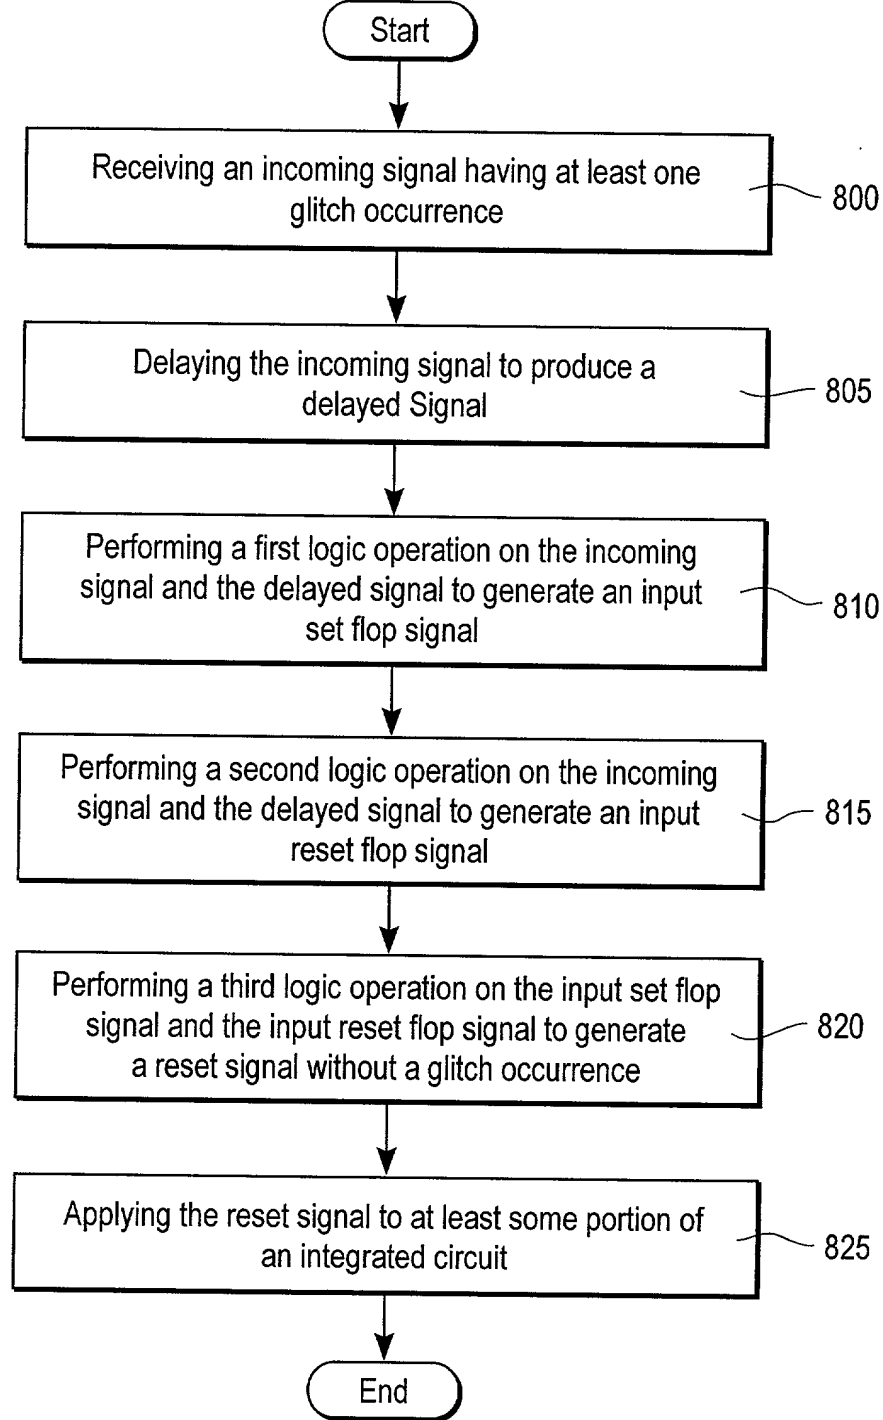 Start
Receiving an incoming signal having at least one
glitch occurrence
800
Delaying the incoming signal to produce a
delayed Signal
805
Performing a first logic operation on the incoming
signal and the delayed signal to generate an input
set flop signal
810
Performing a second logic operation on the incoming
signal and the delayed signal to generate an input
reset flop signal
815
Performing a third logic operation on the input set flop
signal and the input reset flop signal to generate
a reset signal without a glitch occurrence
820
Applying the reset signal to at least some portion of
an integrated circuit
825
End